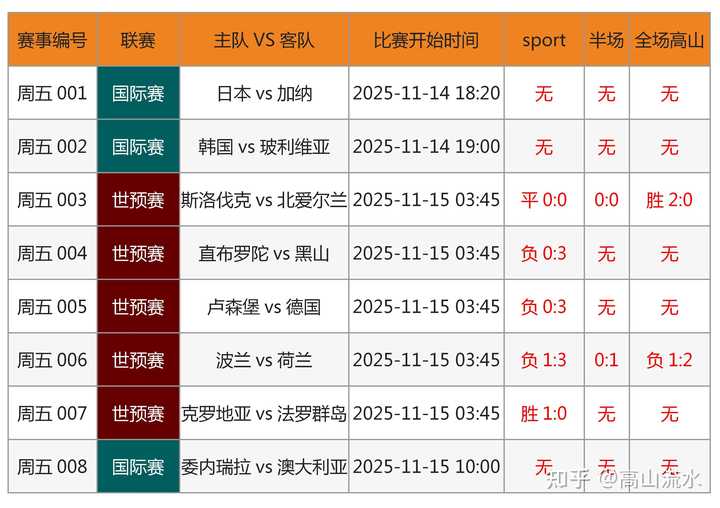 赛事编号 联赛 主队 VS 客队 比赛开始时间 sport 半场 全场高山
周五 001 国际赛 日本 vs 加纳 2025-11-14 18:20 无 无 无
周五 002 国际赛 韩国 vs 玻利维亚 2025-11-14 19:00 无 无 无
周五 003 世预赛 斯洛伐克 vs 北爱尔兰 2025-11-15 03:45 平 0:0 0:0 胜 2:0
周五 004 世预赛 直布罗陀 vs 黑山 2025-11-15 03:45 负 0:3 无 无
周五 005 世预赛 卢森堡 vs 德国 2025-11-15 03:45 负 0:3 无 无
周五 006 世预赛 波兰 vs 荷兰 2025-11-15 03:45 负 1:3 0:1 负 1:2
周五 007 世预赛 克罗地亚 vs 法罗群岛 2025-11-15 03:45 胜 1:0 无 无
周五 008 国际赛 委内瑞拉 vs 澳大利亚 2025-11-15 10:00 无 无 无
知乎 @高山流水